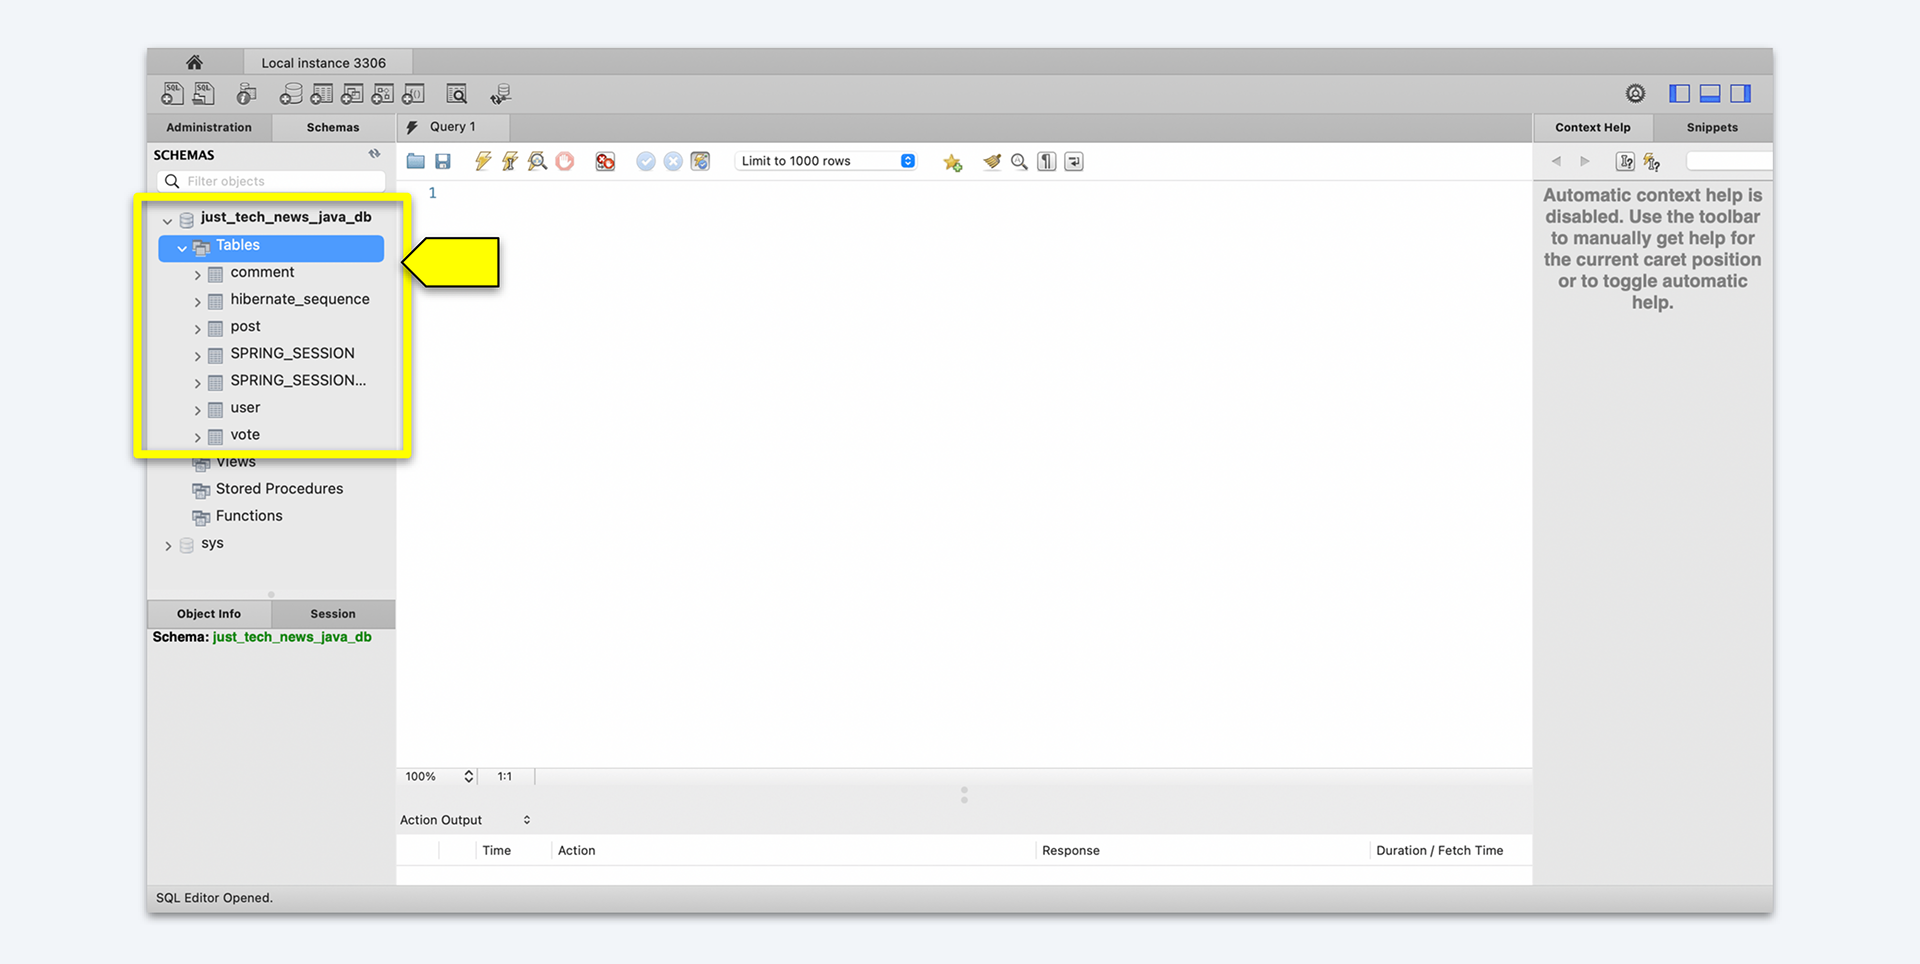 Local instance 3306
SQL
SQL
Administration
Schemas
Query 1
Context Help
Snippets
SCHEMAS
Filter objects
Limit to 1000 rows
1
just_tech_news_java_db
Tables
comment
hibernate_sequence
post
SPRING_SESSION
SPRING_SESSION...
user
vote
Views
Stored Procedures
Functions
sys
Automatic context help is
disabled. Use the toolbar
to manually get help for
the current caret position
or to toggle automatic
help.
Object Info
Session
Schema: just_tech_news_java_db
100%
1:1
Action Output
Time
Action
Response
Duration / Fetch Time
SQL Editor Opened.